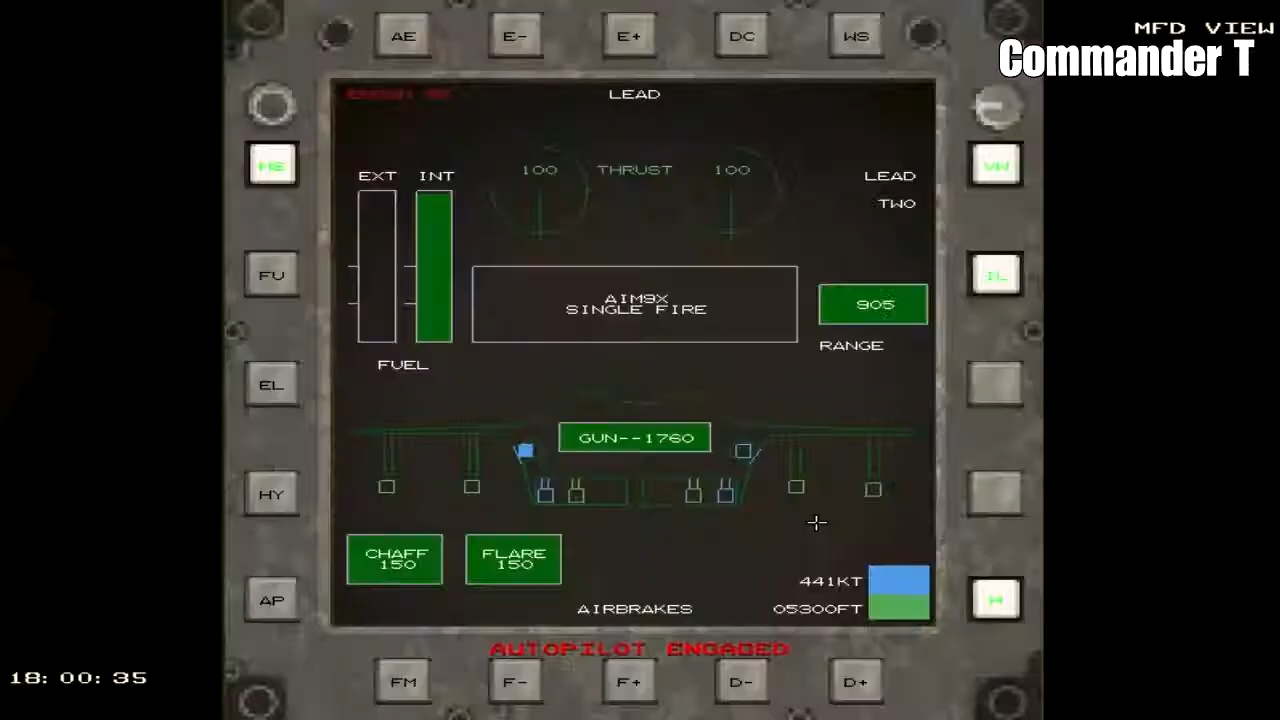 MFD VIEW
Commander T
AE E- E+ DC WS
LEAD
100 THRUST 100
EXT INT
LEAD
TWO
VW
FU
IL
AIM9X
SINGLE FIRE
905
RANGE
FUEL
EL
GUN--1760
HY
CHAFF
150
FLARE
150
441KT
AIRBRAKES
05300FT
AP
AUTOPILOT ENGAGED
18:00:35
FM F- F+ D- D+